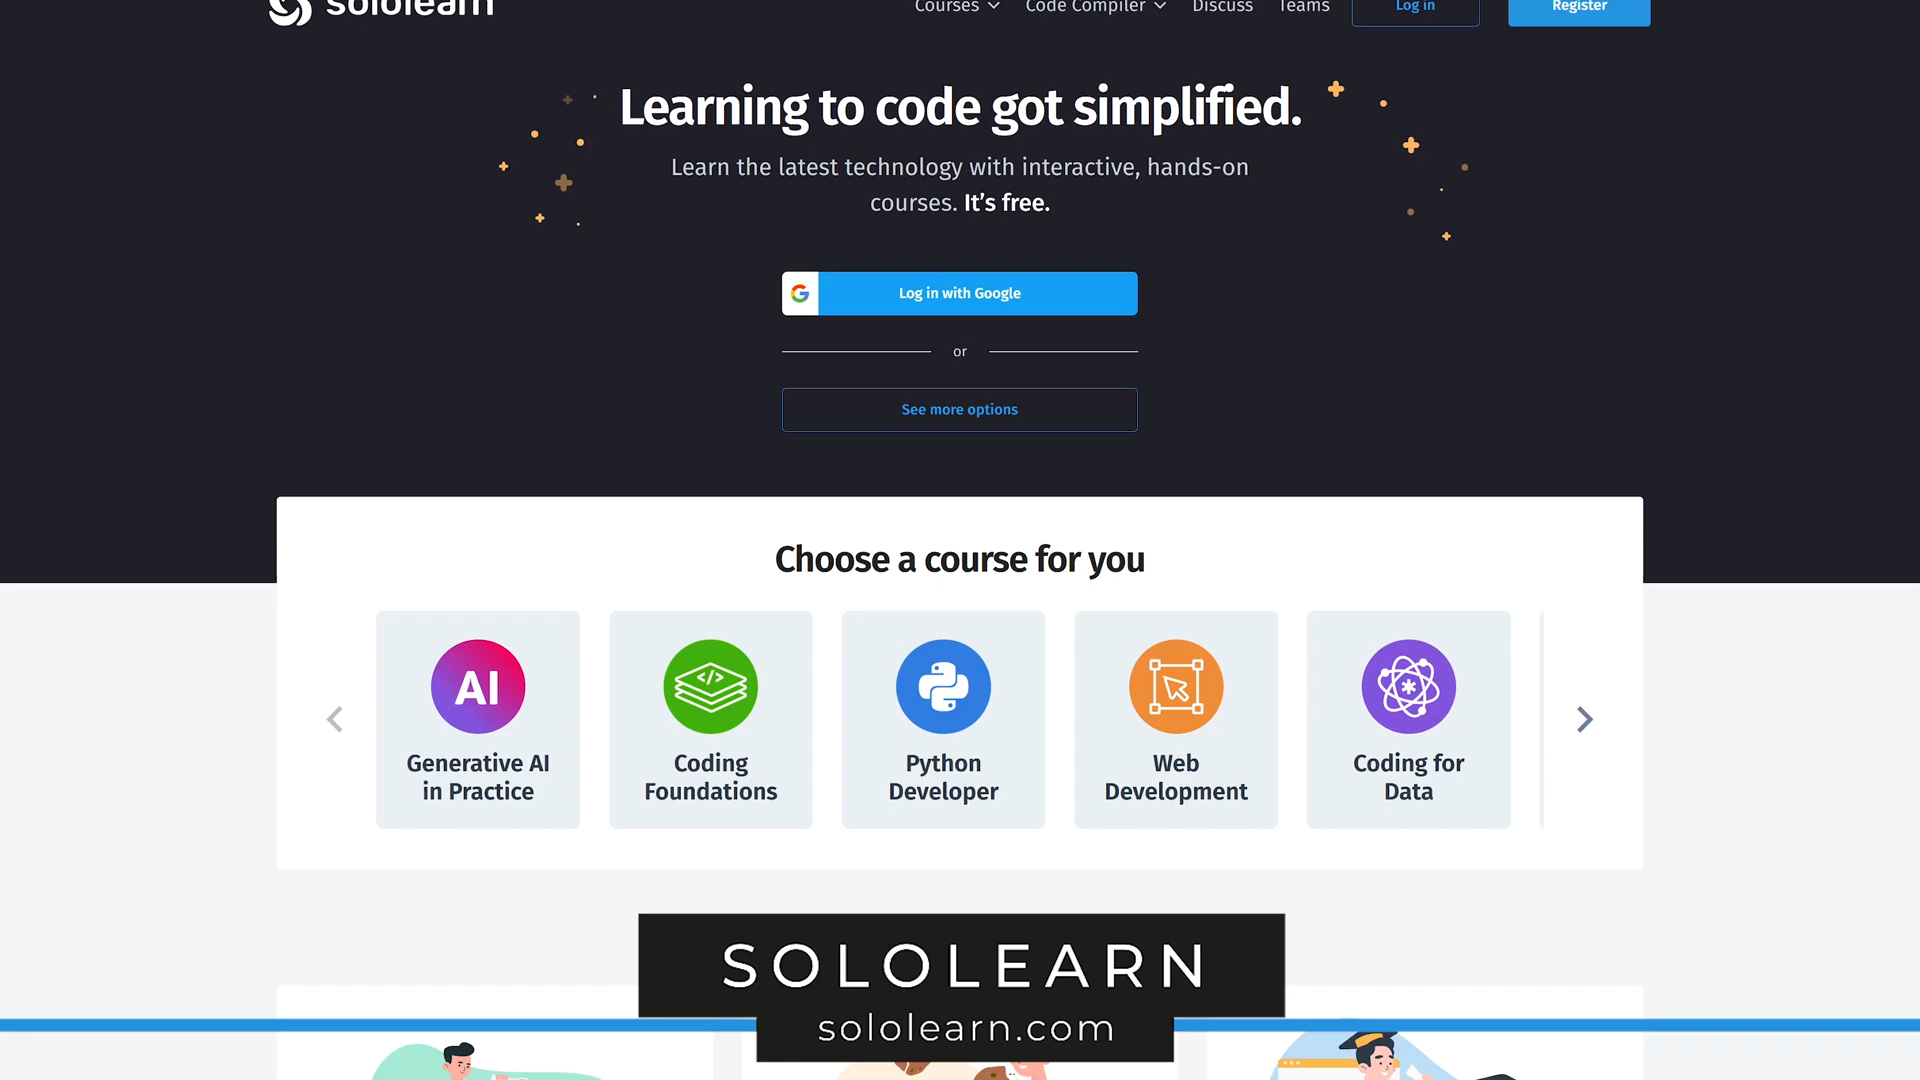 sololearn
Courses Code Compiler Discuss Teams Log in Register
Learning to code got simplified.
Learn the latest technology with interactive, hands-on
courses. It's free.
Log in with Google
or
See more options
Choose a course for you
AI
Generative AI
in Practice
</>
Coding
Foundations
Python
Developer
Web
Development
Coding for
Data
SOLOLEARN
sololearn.com